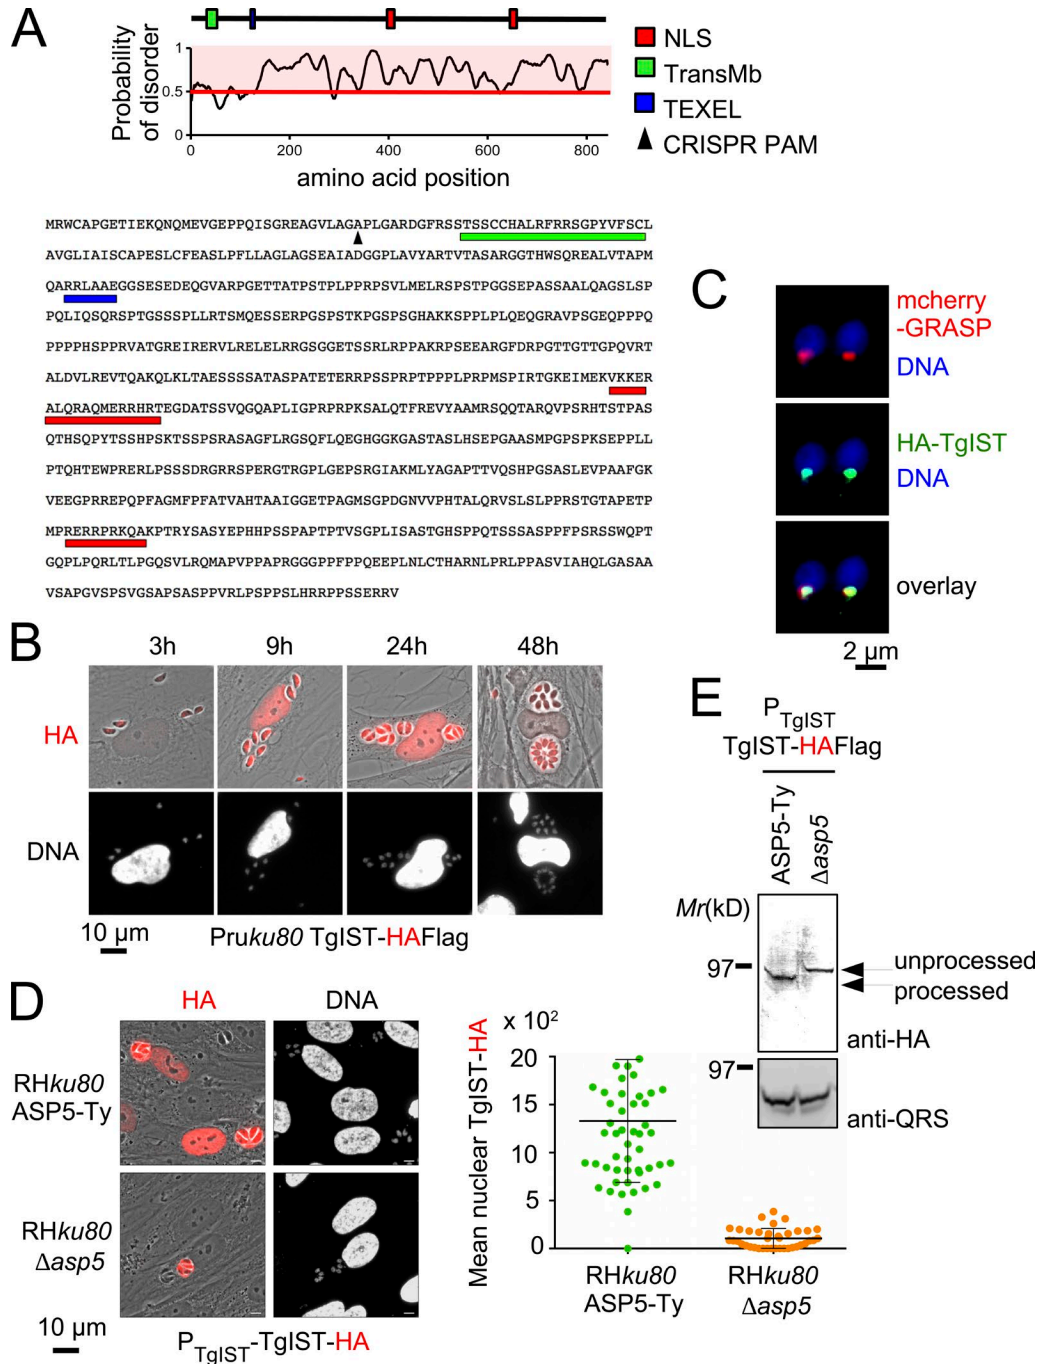 A
Probability
of disorder
1
0.5
0
0
200
400
600
800
amino acid position
NLS
TransMb
TEXEL
CRISPR PAM
MRWCAPGETIEKQNQMEVGEPPQISGREAGVLAGAPLGARDGFRSSTSSCCHALRFRRSGPYVFSCL
AVGLIAISCAPESLCFEASLPFLLAGLAGSEAIADGGPLAVYARTVTASARGGTHWSQREALVTAPM
QARRLAAEGGSESEDEQGVARPGETTATPSTPLPPRPSVLMELRSPSTPGGSEPASSAALQAGSLSP
PQLIQSQRSPTGSSSPLLRTSMQESSERPGSPSTKPGSPSGHAKKSPPLPLQEQGRAVPSGEQPPPQ
PPPPHSPPRVATGREIRERVLRELELRRGSGGETSSRLRPPAKRPSEEARGFDRPGTTGTTGPQVRT
ALDVLREVTQAKQLKLTAESSSSATASPATETERRPSPATPPPPLPRPMSPIRTGKEIMEKVKKER
ALQRAQMERRHRTEGDATSSVQGQAPLIGPRPRPKSALQTFREVYAAMRSQQTARQVPSRHTSTPAS
QTHSQPYTSSHPSKTSSPSRASAGFLRGSQFLQEGHGGKGASTASLHSEPGAASMPGPSPKSEPPLL
PTQHTEWPRERLPSSSDRGRRSPERGTRGPLGEPSRGIAKMLYAGAPTTVQSHPGSASLEVPAAFGK
VEEGPRREPQPFAGMFPFATVAHTAAIGGETPAGMSGPDGNVVPHTALQRVSLSLPPRSTGTAPETP
MPRERRPRKQAKPTRYSASYEPHHPSSPAPTPTVSGPLISASTGHSPPQTSSSASPPFPSRSSWQPT
GQPLPQRLTLPGQSVLRQMAPVPPAPRGGGPPFPPQEEPLNLCTHARNLPRLPPASVIAHQLGASAA
VSAPGVSPSVGSAPSASPPVRLPSPPSLHRRPPSSERRV
B
3h
9h
24h
48h
HA
DNA
10 µm
Pruku80 TgIST-HAFlag
C
mcherry
-GRASP
DNA
HA-TgIST
DNA
overlay
2 µm
D
HA
DNA
RHku80
ASP5-Ty
RHku80
Δasp5
10 µm
PTgIST-TgIST-HA
Mean nuclear TgIST-HA
x 10²
20
15
10
5
0
RHku80
ASP5-Ty
RHku80
Δasp5
E
PTgIST
TgIST-HAFlag
ASP5-Ty
Δasp5
Mr(kD)
97
unprocessed
processed
anti-HA
97
anti-QRS